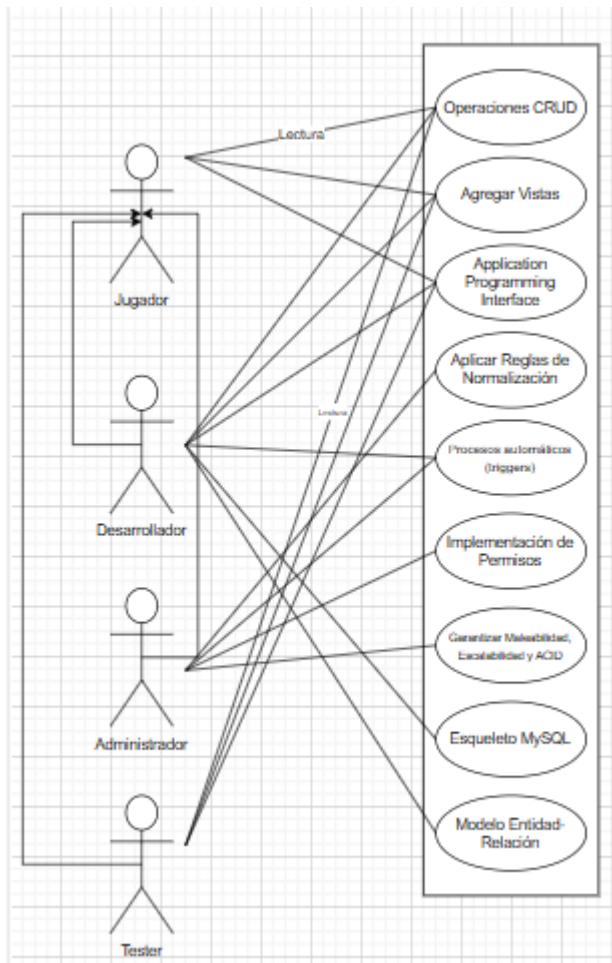 Operaciones CRUD
Lectura
Agregar Vistas
Application
Programming
Interface
Jugador
Aplicar Reglas de
Normalización
Lectura
Procesos automáticos
(triggers)
Desarrollador
Implementación de
Permisos
Garantizar Maleabilidad,
Escalabilidad y ACID
Administrador
Esqueleto MySQL
Modelo Entidad-
Relación
Tester